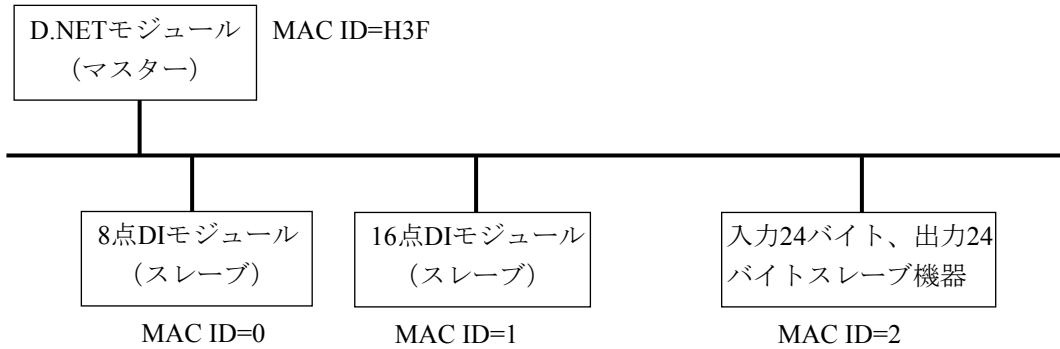 D.NETモジュール
（マスター）
MAC ID=H3F
8点DIモジュール
（スレーブ）
16点DIモジュール
（スレーブ）
入力24バイト、出力24
バイトスレーブ機器
MAC ID=0
MAC ID=1
MAC ID=2